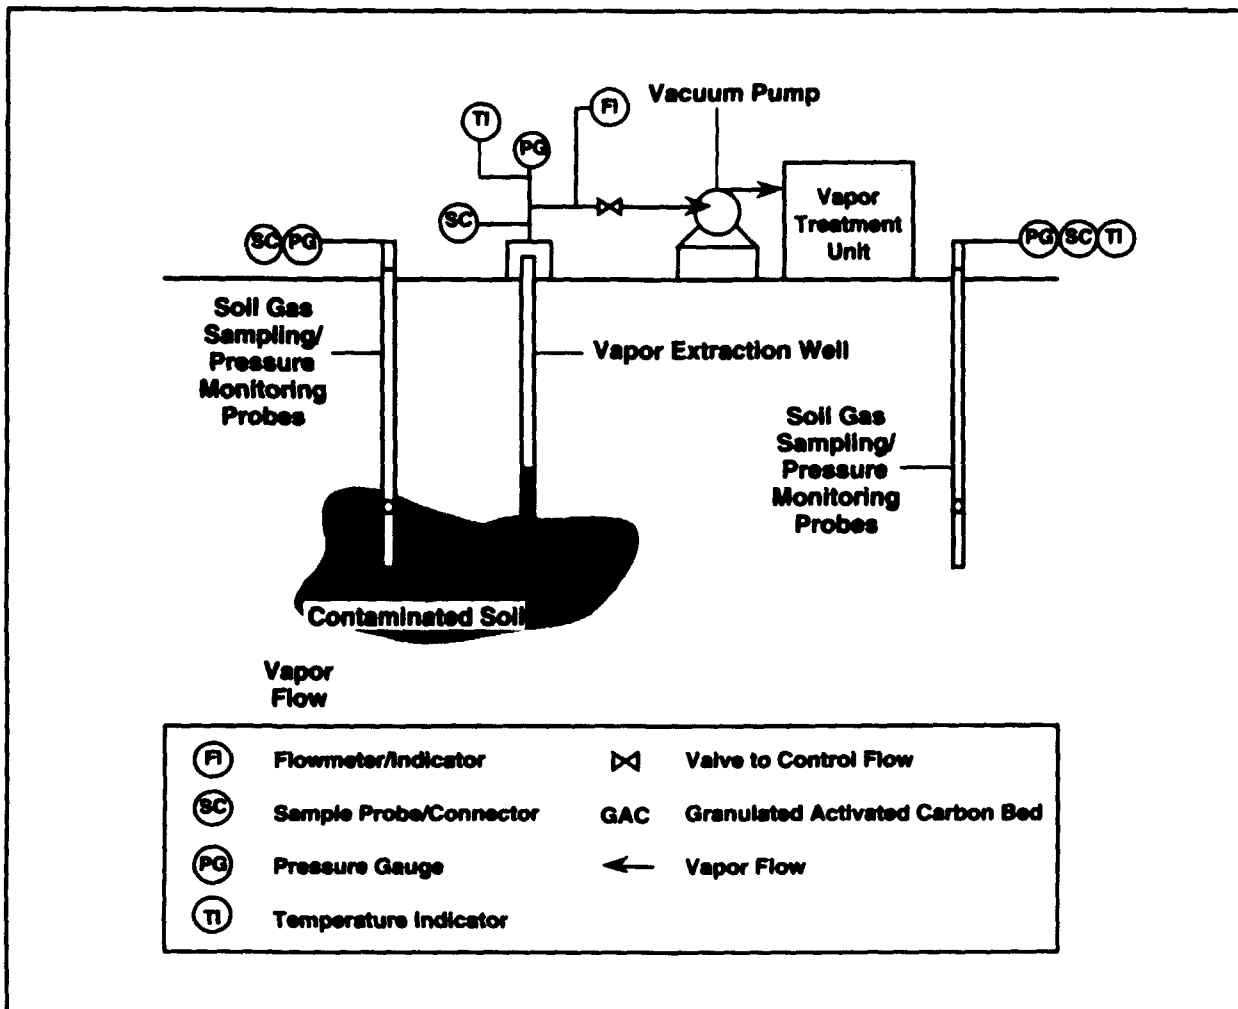 Vacuum Pump
FI
TI
PG
SC
Vapor
Treatment
Unit
SC PG
PG SC TI
Soil Gas
Sampling/
Pressure
Monitoring
Probes
Vapor Extraction Well
Soil Gas
Sampling/
Pressure
Monitoring
Probes
Contaminated Soil
Vapor
Flow
FI Flowmeter/Indicator
SC Sample Probe/Connector
PG Pressure Gauge
TI Temperature Indicator
Valve to Control Flow
GAC Granulated Activated Carbon Bed
Vapor Flow